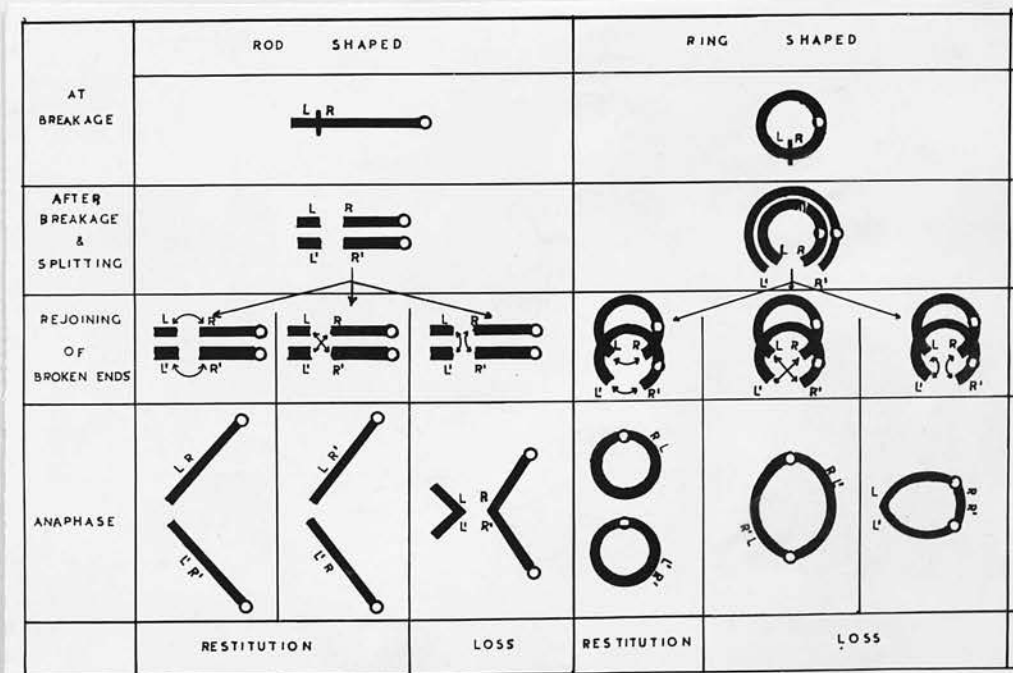 ROD SHAPED
RING SHAPED
AT
BREAKAGE
L R
L R
AFTER
BREAKAGE
&
SPLITTING
L R
L' R'
L R
L' R'
REJOINING
OF
BROKEN ENDS
L R
L' R'
L R
L' R'
L R
L' R'
L R
L' R'
L R
L' R'
L R
L' R'
ANAPHASE
L R
L' R'
L R'
L' R
L R
L' R'
R L
L' R'
R L'
R' L
L
L'
R R'
RESTITUTION
LOSS
RESTITUTION
LOSS